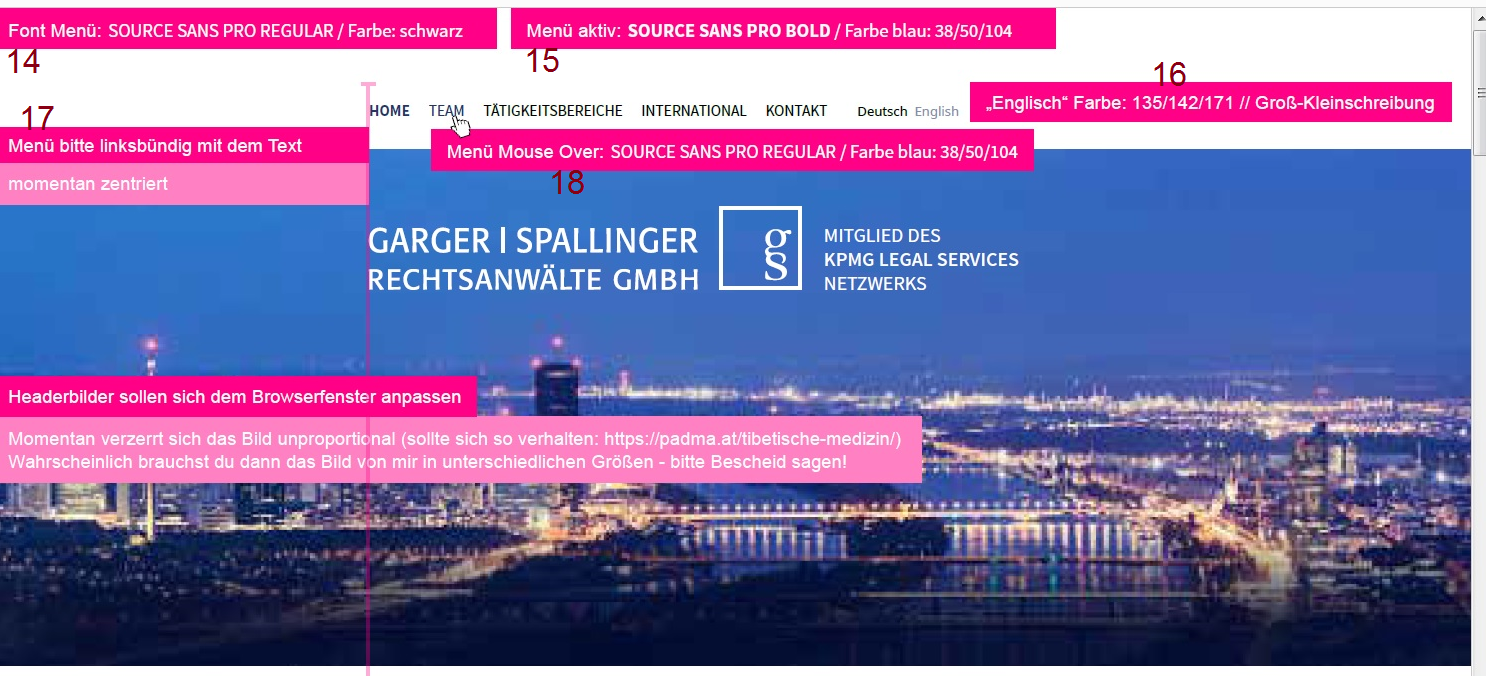 Font Menü: SOURCE SANS PRO REGULAR / Farbe: schwarz
Menü aktiv: SOURCE SANS PRO BOLD / Farbe blau: 38/50/104
14
15
16
„Englisch“ Farbe: 135/142/171 // Groß-Kleinschreibung
17
HOME TEAM TÄTIGKEITSBEREICHE INTERNATIONAL KONTAKT Deutsch English
Menü bitte linksbündig mit dem Text
Menü Mouse Over: SOURCE SANS PRO REGULAR / Farbe blau: 38/50/104
momentan zentriert
18
GARGER I SPALLINGER
RECHTSANWÄLTE GMBH
gs
MITGLIED DES
KPMG LEGAL SERVICES
NETZWERKS
Headerbilder sollen sich dem Browserfenster anpassen
Momentan verzerrt sich das Bild unproportional (sollte sich so verhalten: https://padma.at/tibetische-medizin/)
Wahrscheinlich brauchst du dann das Bild von mir in unterschiedlichen Größen - bitte Bescheid sagen!